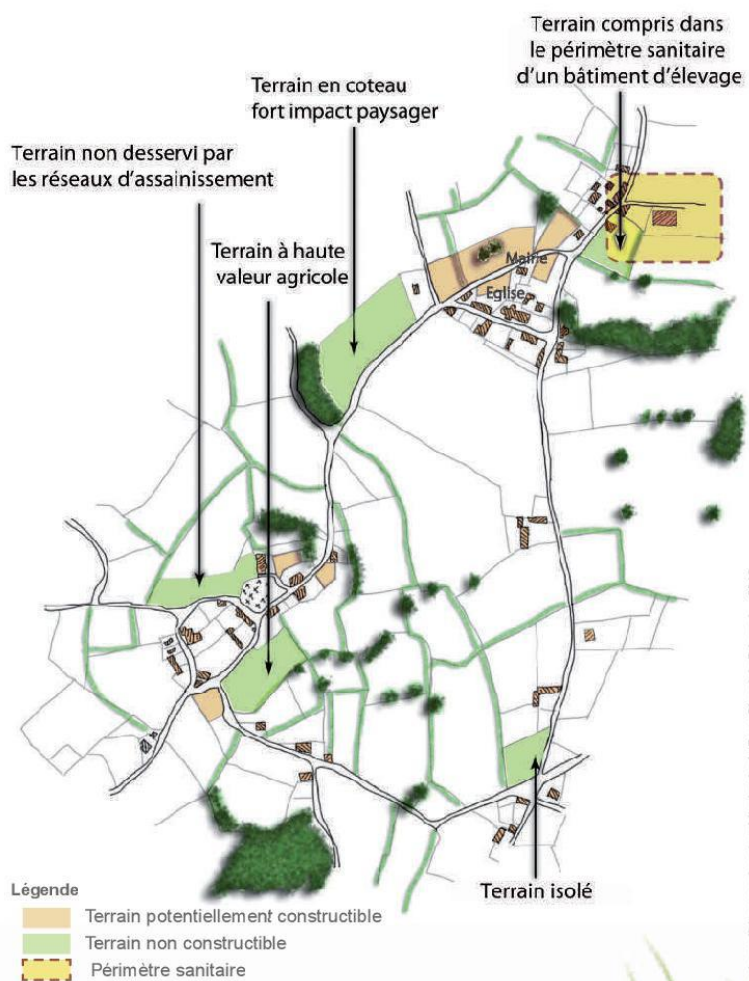 Terrain compris dans
le périmètre sanitaire
d'un bâtiment d'élevage
Terrain en coteau
fort impact paysager
Terrain non desservi par
les réseaux d'assainissement
Terrain à haute
valeur agricole
Mairie
Eglise
Terrain isolé
Légende
Terrain potentiellement constructible
Terrain non constructible
Périmètre sanitaire